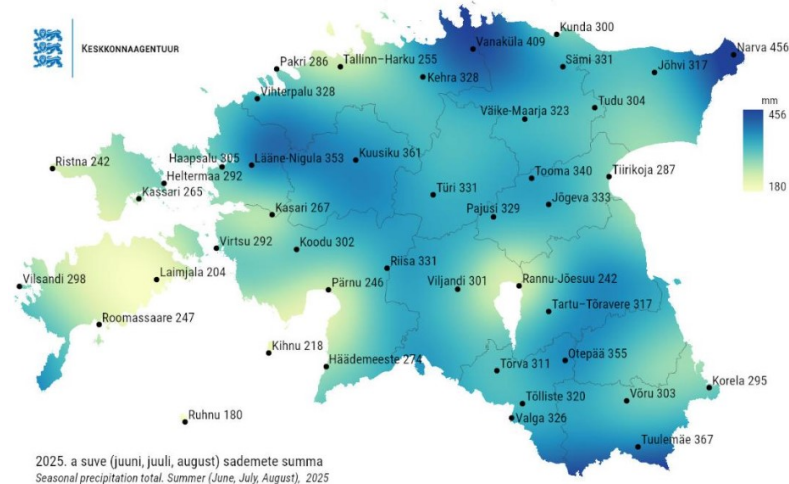 KESKKONNAAGENTUUR
Kunda 300
Vanaküla 409
Narva 456
Pakri 286
Tallinn–Harku 255
Sämi 331
Jõhvi 317
Kehra 328
Vihterpalu 328
mm
456
180
Väike-Maarja 323
Tudu 304
Ristna 242
Haapsalu 305
Lääne-Nigula 353
Kuusiku 361
Heltermaa 292
Kassari 265
Tooma 340
Tiirikoja 287
Türi 331
Jõgeva 333
Kasari 267
Pajusi 329
Virtsu 292
Koodu 302
Riisa 331
Vilsandi 298
Laimjala 204
Pärnu 246
Viljandi 301
Rannu-Jõesuu 242
Roomassaare 247
Tartu–Tõravere 317
Kihnu 218
Häädemeeste 274
Tõrva 311
Otepää 355
Korela 295
Tõlliste 320
Võru 303
Ruhnu 180
Valga 326
Tuulemäe 367
2025. a suve (juuni, juuli, august) sademete summa
Seasonal precipitation total. Summer (June, July, August), 2025